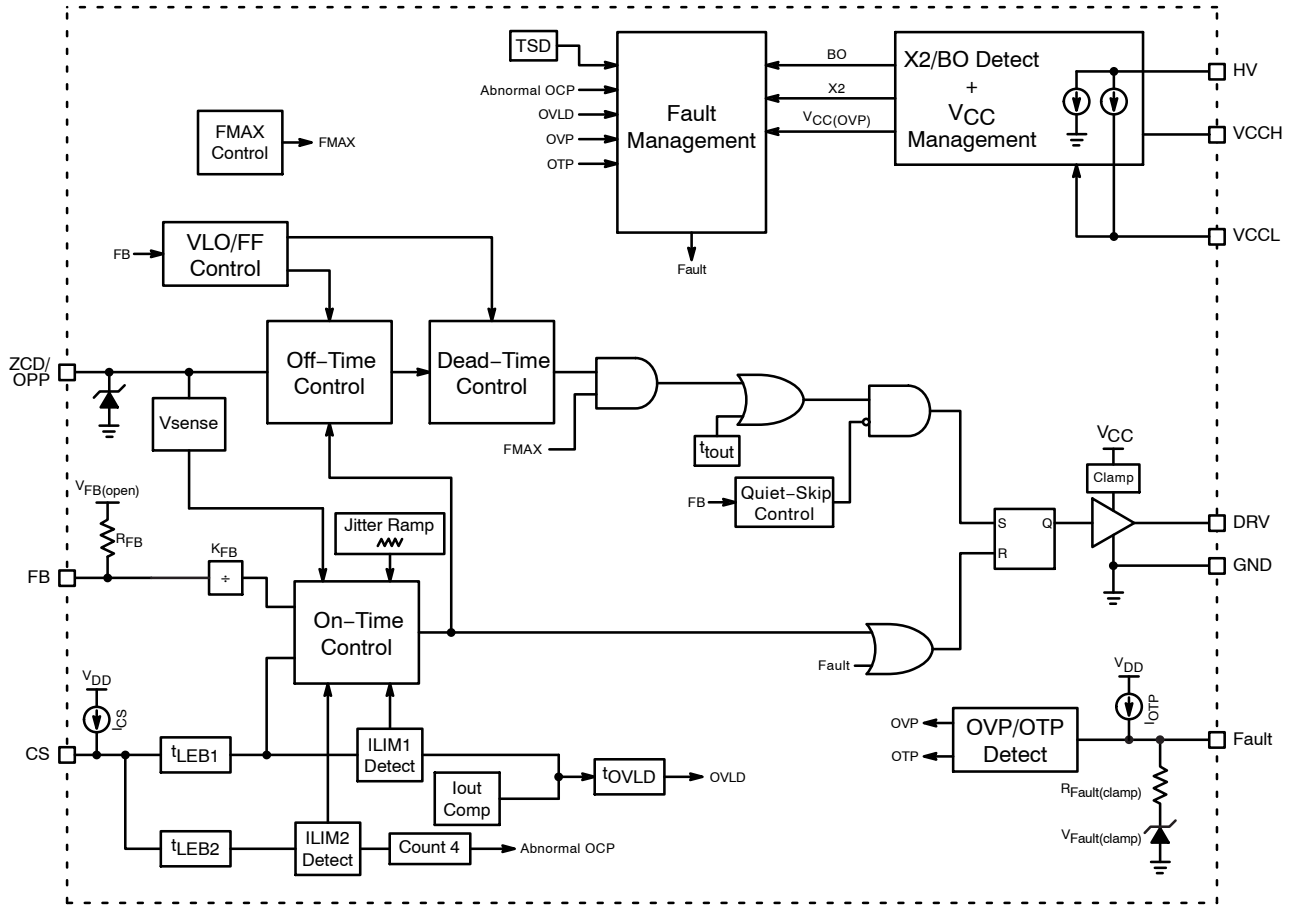 TSD
Abnormal OCP
OVLD
OVP
OTP
Fault
Management
BO
X2
VCC(OVP)
X2/BO Detect
+
VCC
Management
HV
VCCH
VCCL
Fault
FMAX
Control
FMAX
FB
VLO/FF
Control
ZCD/
OPP
Off−Time
Control
Dead−Time
Control
Vsense
FMAX
ttout
FB
Quiet−Skip
Control
VCC
Clamp
S
Q
R
DRV
GND
VFB(open)
RFB
FB
KFB
÷
Jitter Ramp
On−Time
Control
Fault
VDD
ICS
CS
tLEB1
ILIM1
Detect
Iout
Comp
tOVLD
OVLD
tLEB2
ILIM2
Detect
Count 4
Abnormal OCP
OVP
OTP
OVP/OTP
Detect
VDD
IOTP
Fault
RFault(clamp)
VFault(clamp)